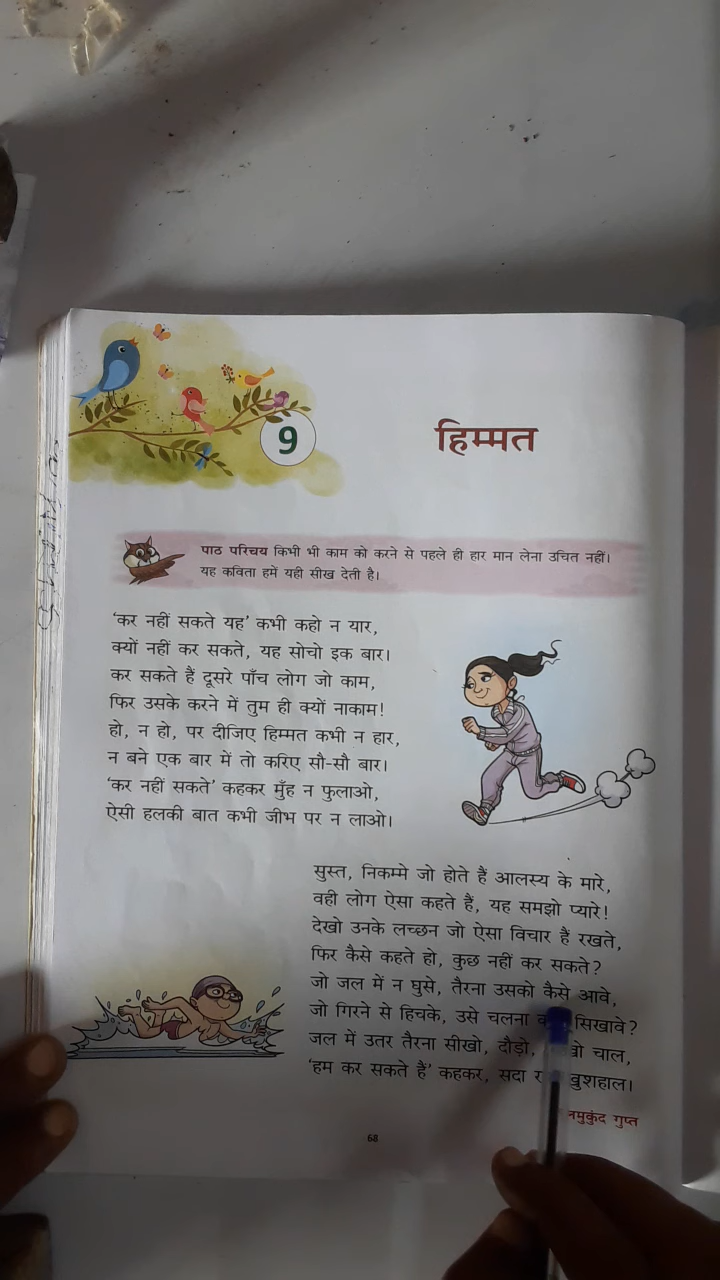 9
हिम्मत
पाठ परिचय किभी भी काम को करने से पहले ही हार मान लेना उचित नहीं।
यह कविता हमें यही सीख देती है।
‘कर नहीं सकते यह’ कभी कहो न यार,
क्यों नहीं कर सकते, यह सोचो इक बार।
कर सकते हैं दूसरे पाँच लोग जो काम,
फिर उसके करने में तुम ही क्यों नाकाम!
हो, न हो, पर दीजिए हिम्मत कभी न हार,
न बने एक बार में तो करिए सौ-सौ बार।
‘कर नहीं सकते’ कहकर मुँह न फुलाओ,
ऐसी हलकी बात कभी जीभ पर न लाओ।
सुस्त, निकम्मे जो होते हैं आलस्य के मारे,
वही लोग ऐसा कहते हैं, यह समझो प्यारे!
देखो उनके लच्छन जो ऐसा विचार हैं रखते,
फिर कैसे कहते हो, कुछ नहीं कर सकते?
जो जल में न घुसे, तैरना उसको कैसे आवे,
जो गिरने से हिचके, उसे चलना सिखावे?
जल में उतर तैरना सीखो, दौड़ो, चाल,
‘हम कर सकते हैं’ कहकर, सदा खुशहाल।
गुप्त
68